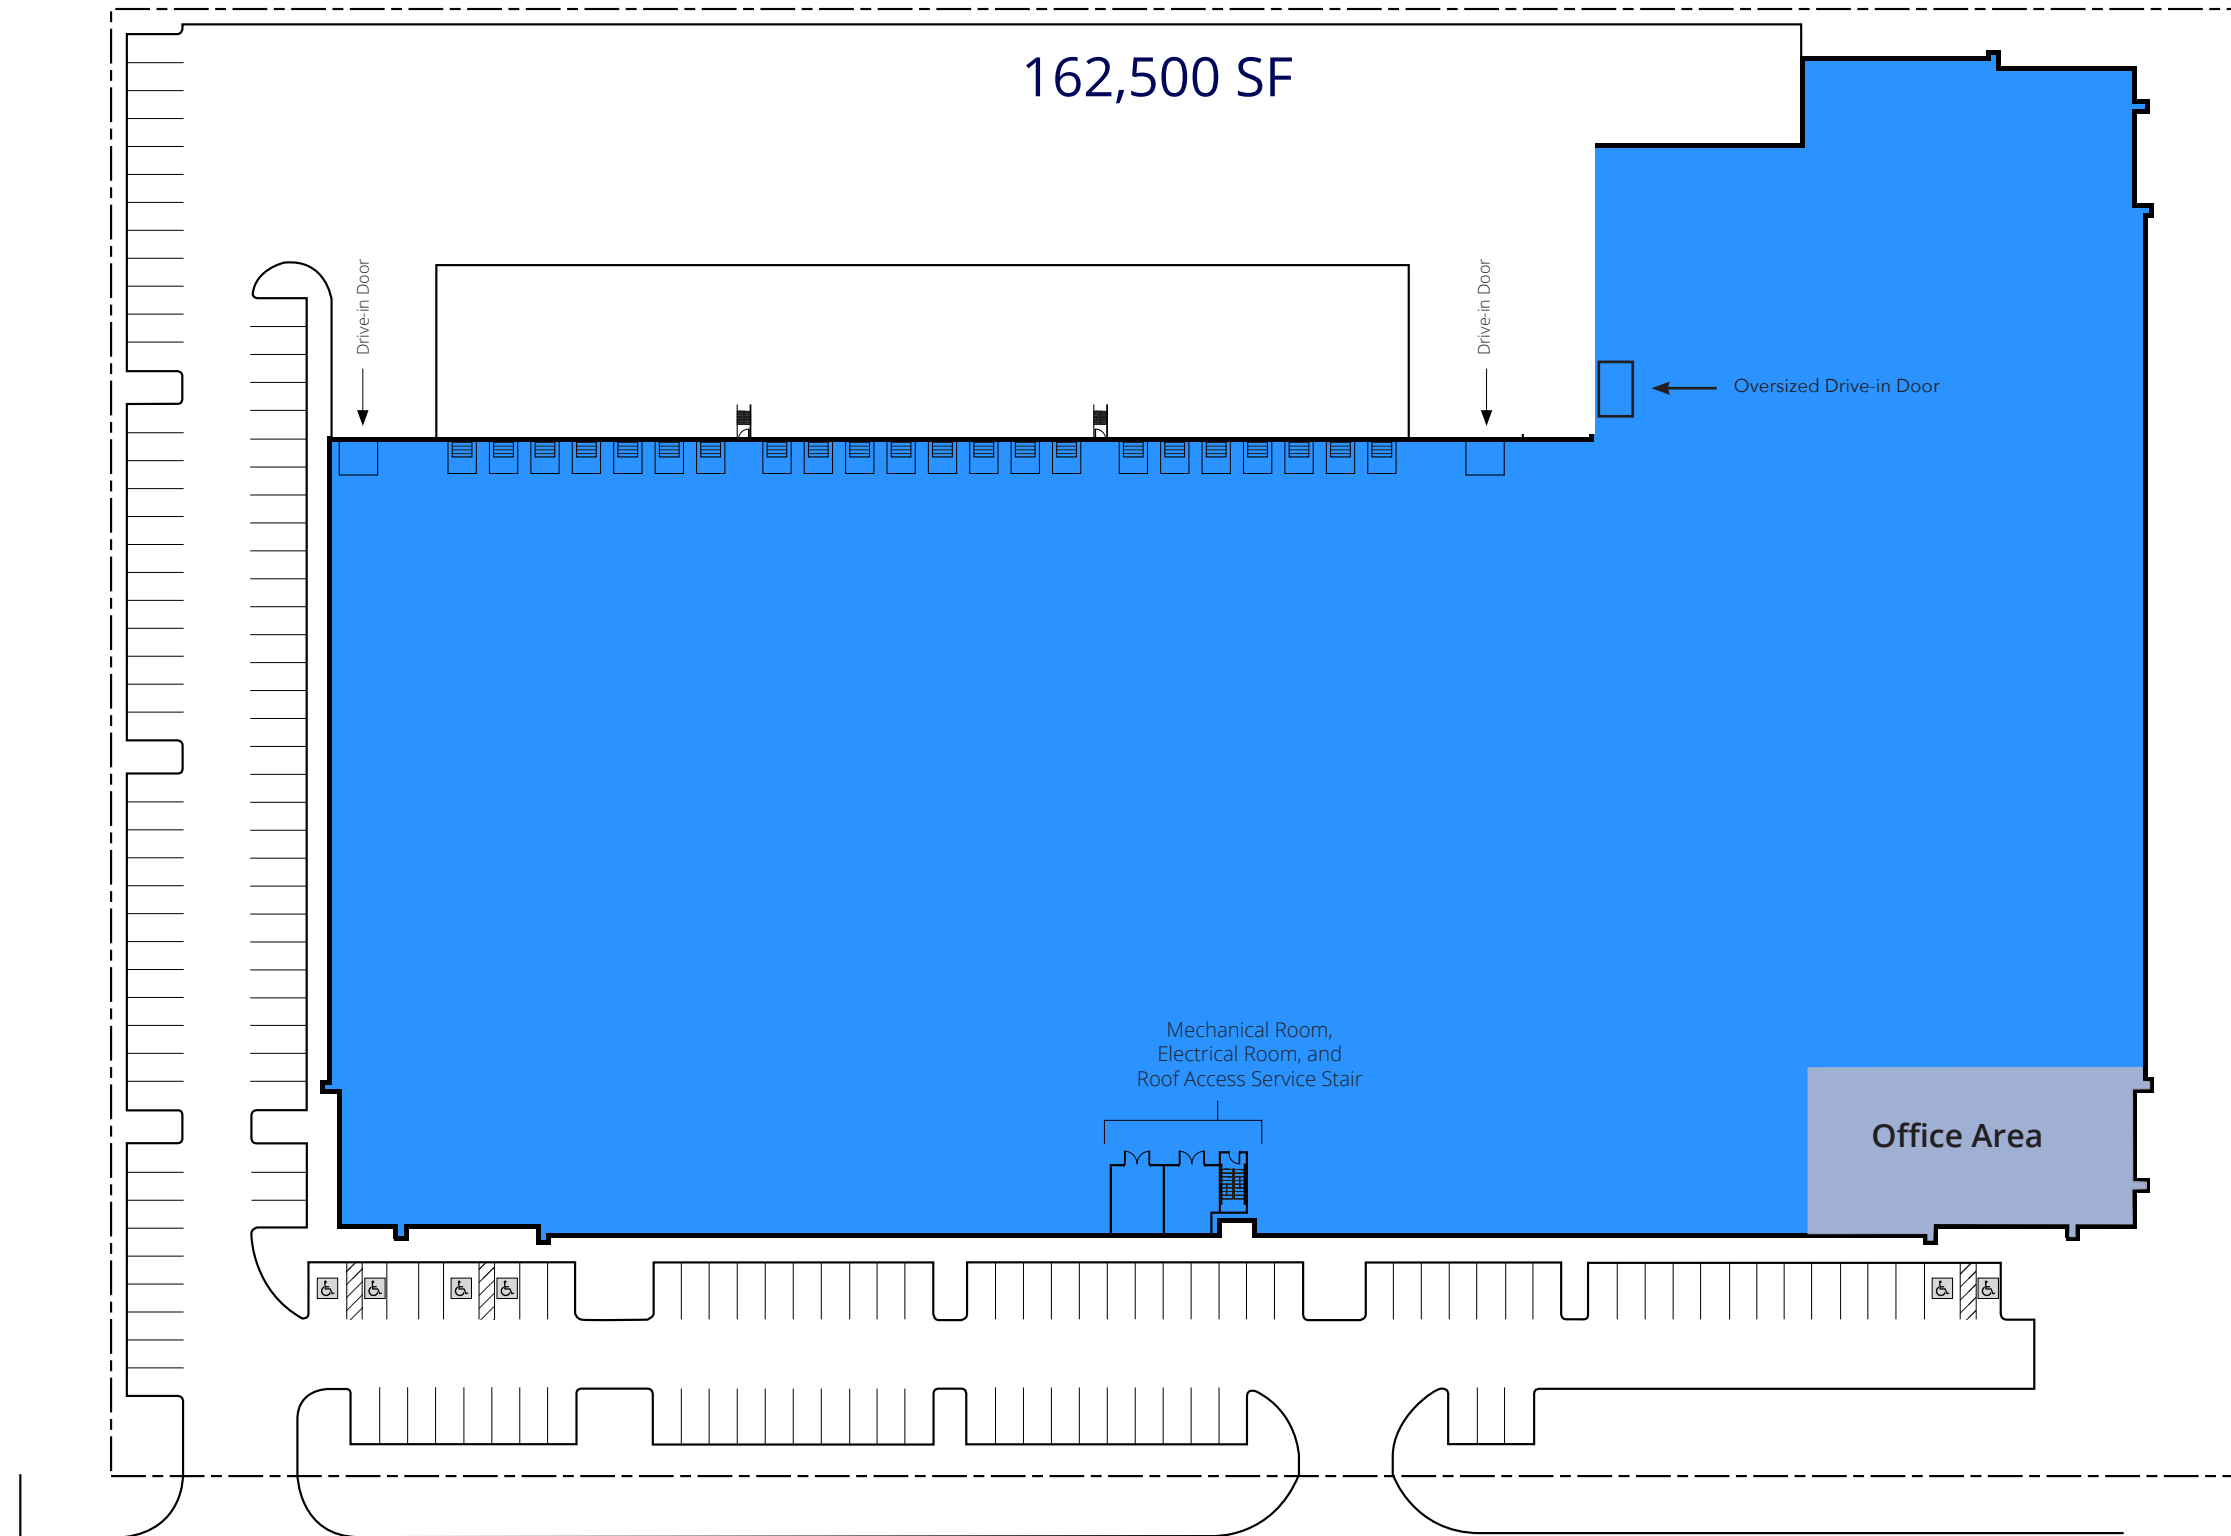 162,500 SF
Drive-in Door
Drive-in Door
Oversized Drive-in Door
Mechanical Room,
Electrical Room, and
Roof Access Service Stair
Office Area